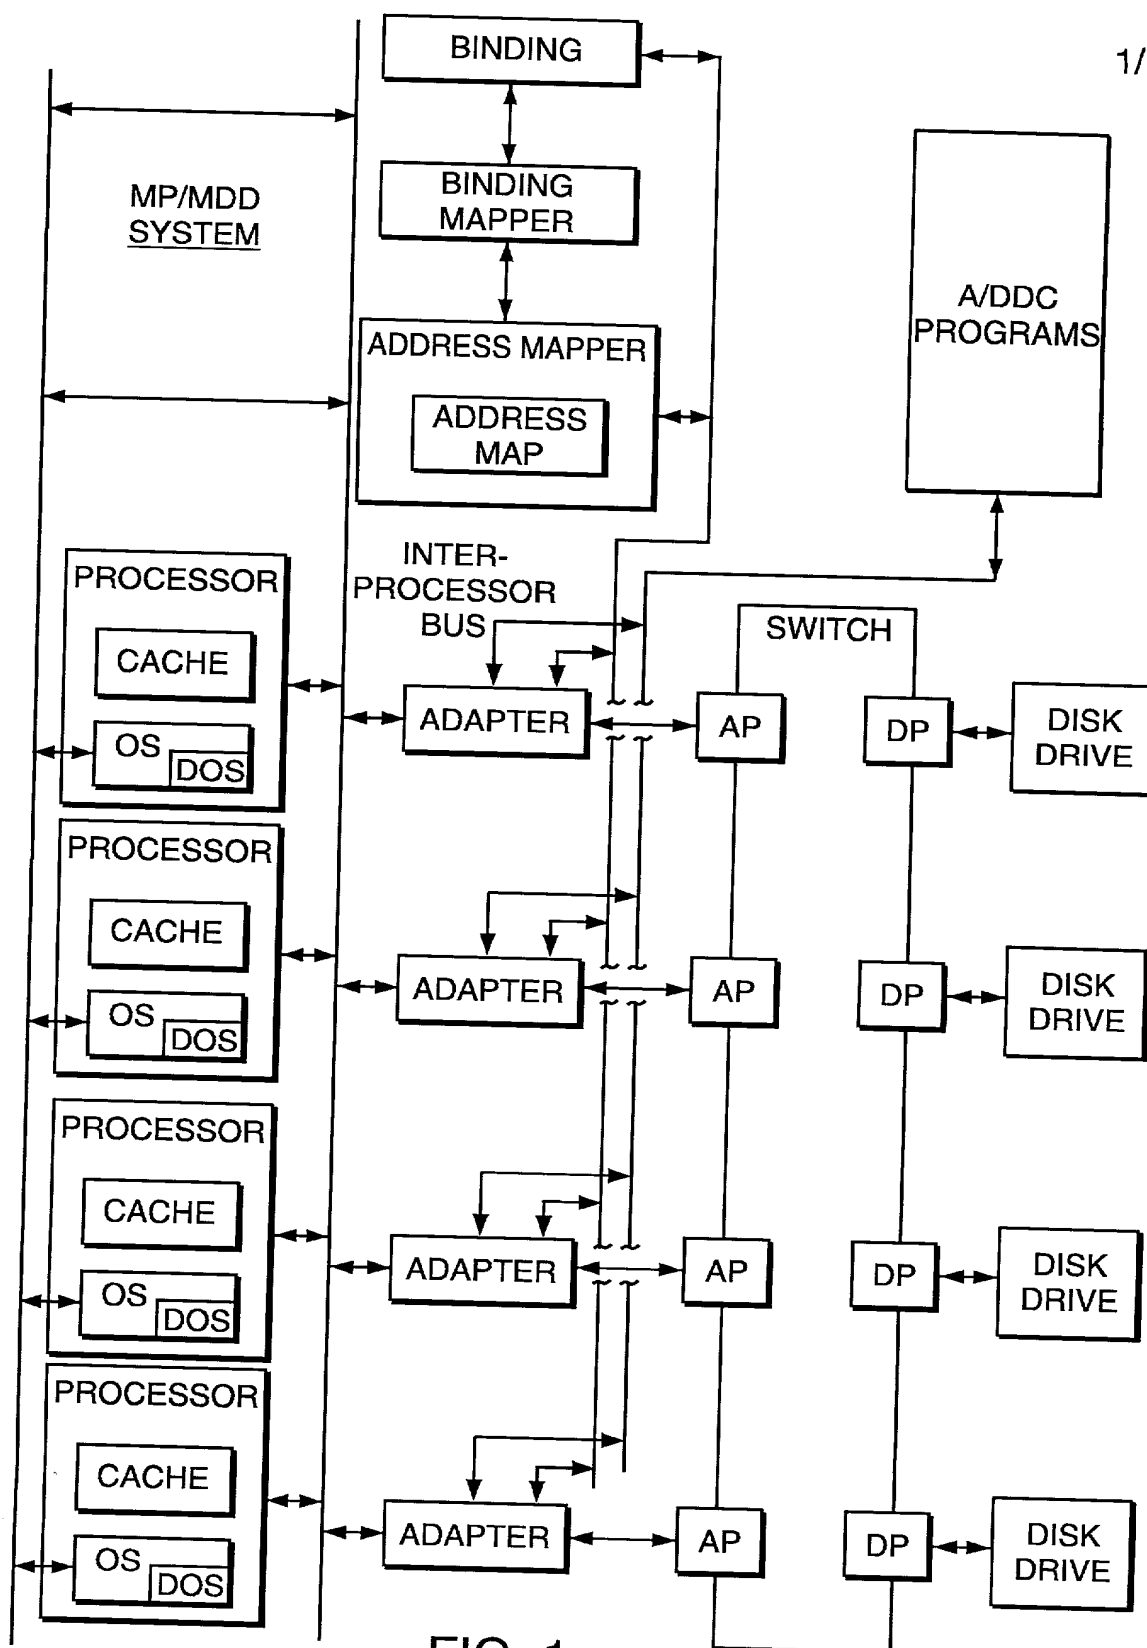 1/
BINDING
MP/MDD
SYSTEM
BINDING
MAPPER
A/DDC
PROGRAMS
ADDRESS MAPPER
ADDRESS
MAP
INTER-
PROCESSOR
BUS
SWITCH
PROCESSOR
CACHE
OS
DOS
ADAPTER
AP
DP
DISK
DRIVE
PROCESSOR
CACHE
OS
DOS
ADAPTER
AP
DP
DISK
DRIVE
PROCESSOR
CACHE
OS
DOS
ADAPTER
AP
DP
DISK
DRIVE
PROCESSOR
CACHE
OS
DOS
ADAPTER
AP
DP
DISK
DRIVE
FIG. 1